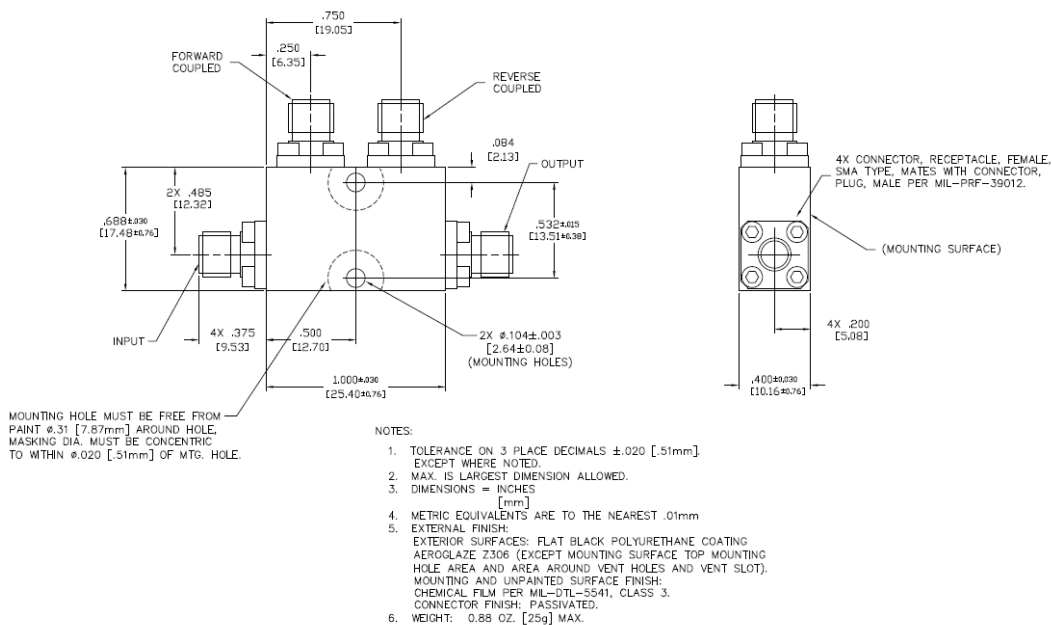 .750
[19.05]
.250
[6.35]
FORWARD
COUPLED
REVERSE
COUPLED
.084
[2.13]
OUTPUT
2X .485
[12.32]
.688±.030
[17.48±0.76]
.532±.015
[13.51±0.38]
INPUT
4X .375
[9.53]
.500
[12.70]
2X ø.104±.003
[2.64±0.08]
(MOUNTING HOLES)
1.000±.030
[25.40±0.76]
4X CONNECTOR, RECEPTACLE, FEMALE,
SMA TYPE, MATES WITH CONNECTOR,
PLUG, MALE PER MIL-PRF-39012.
(MOUNTING SURFACE)
4X .200
[5.08]
.400±0.030
[10.16±0.76]
MOUNTING HOLE MUST BE FREE FROM
PAINT ø.31 [7.87mm] AROUND HOLE,
MASKING DIA. MUST BE CONCENTRIC
TO WITHIN ø.020 [.51mm] OF MTG. HOLE.
NOTES:
1. TOLERANCE ON 3 PLACE DECIMALS ±.020 [.51mm].
EXCEPT WHERE NOTED.
2. MAX. IS LARGEST DIMENSION ALLOWED.
3. DIMENSIONS = INCHES
[mm]
4. METRIC EQUIVALENTS ARE TO THE NEAREST .01mm
5. EXTERNAL FINISH:
EXTERIOR SURFACES: FLAT BLACK POLYURETHANE COATING
AEROGLAZE Z306 (EXCEPT MOUNTING SURFACE TOP MOUNTING
HOLE AREA AND AREA AROUND VENT HOLES AND VENT SLOT).
MOUNTING AND UNPAINTED SURFACE FINISH:
CHEMICAL FILM PER MIL-DTL-5541, CLASS 3.
CONNECTOR FINISH: PASSIVATED.
6. WEIGHT: 0.88 OZ. [25g] MAX.